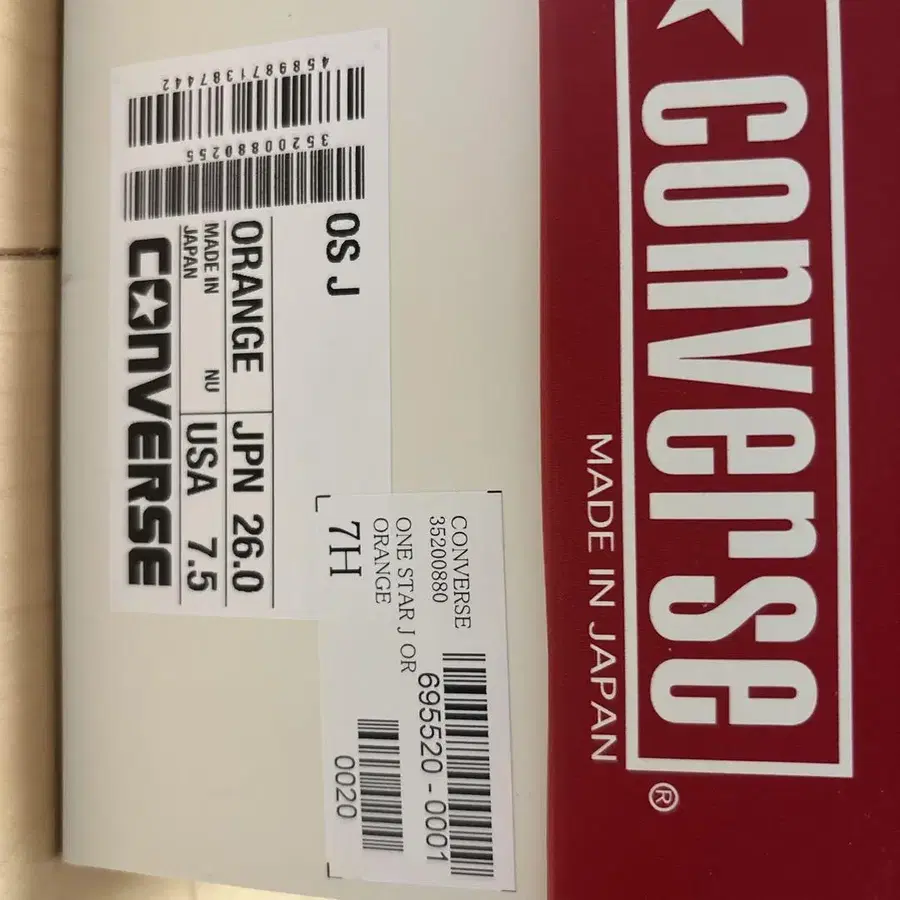 CONVERSE
®
MADE IN JAPAN
4589871387442
35200880255
OS J
ORANGE JPN 26.0
MADE IN
JAPAN NU USA 7.5
CONVERSE
CONVERSE
35200880
695520-0001
ONE STAR J OR
ORANGE
7H
0020